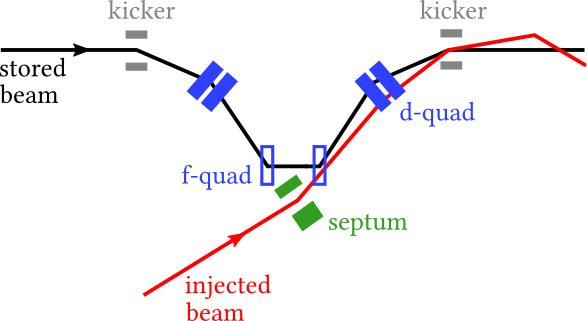 kicker
kicker
stored
beam
d-quad
f-quad
septum
injected
beam